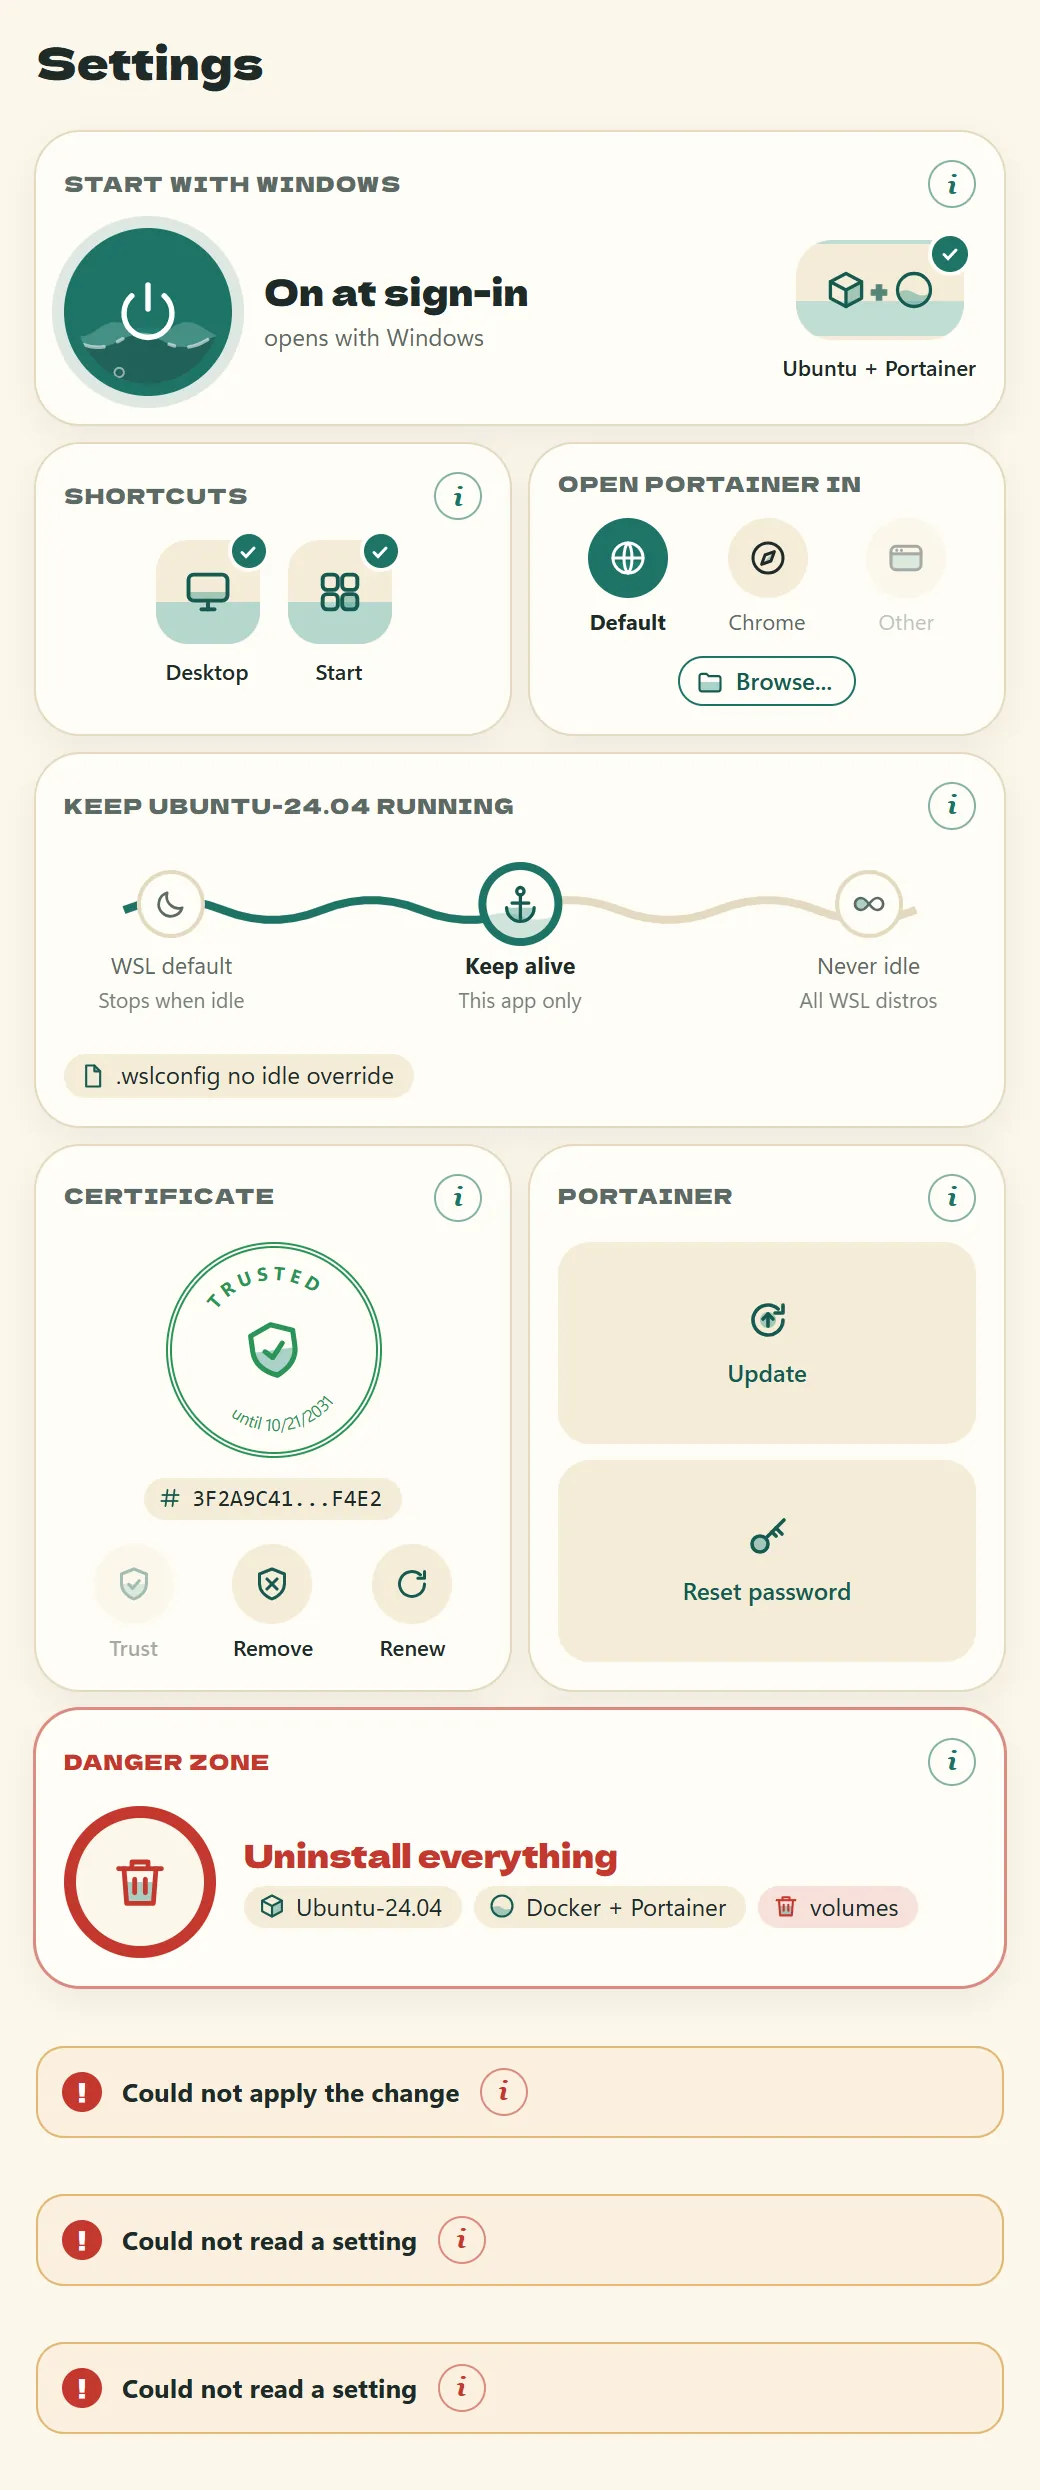 Settings
START WITH WINDOWS
i
On at sign-in
opens with Windows
Ubuntu + Portainer
SHORTCUTS
i
Desktop
Start
OPEN PORTAINER IN
Default
Chrome
Other
Browse...
KEEP UBUNTU-24.04 RUNNING
i
WSL default
Stops when idle
Keep alive
This app only
Never idle
All WSL distros
.wslconfig no idle override
CERTIFICATE
i
TRUSTED
until 10/21/2031
# 3F2A9C41...F4E2
Trust
Remove
Renew
PORTAINER
i
Update
Reset password
DANGER ZONE
i
Uninstall everything
Ubuntu-24.04
Docker + Portainer
volumes
! Could not apply the change i
! Could not read a setting i
! Could not read a setting i